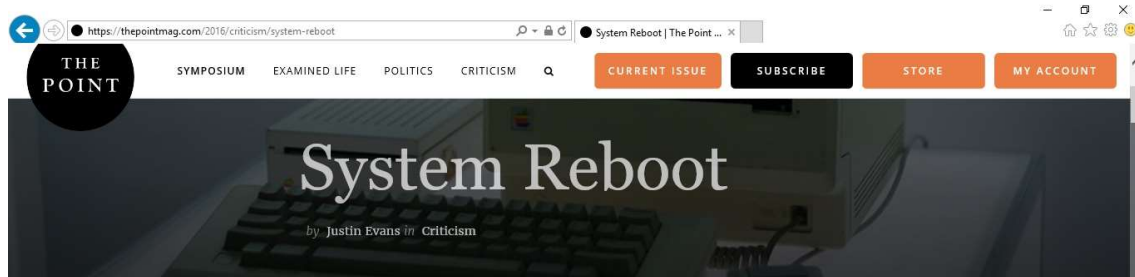 https://thepointmag.com/2016/criticism/system-reboot
System Reboot | The Point ...
THE
POINT
SYMPOSIUM EXAMINED LIFE POLITICS CRITICISM CURRENT ISSUE SUBSCRIBE STORE MY ACCOUNT
System Reboot
by Justin Evans in Criticism